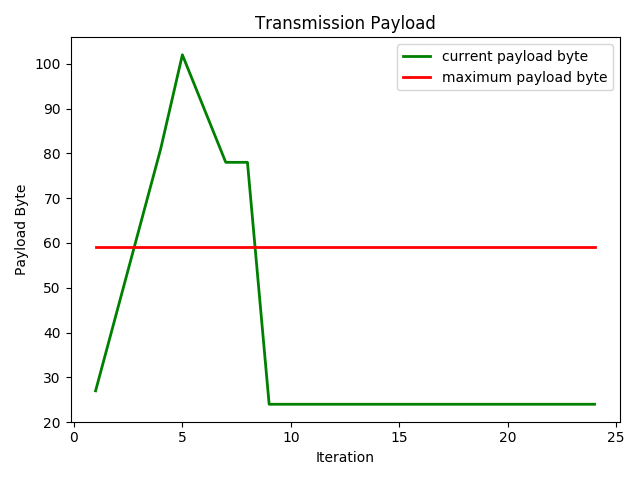 Transmission Payload
current payload byte
maximum payload byte
Payload Byte
100
90
80
70
60
50
40
30
20
0 5 10 15 20 25
Iteration